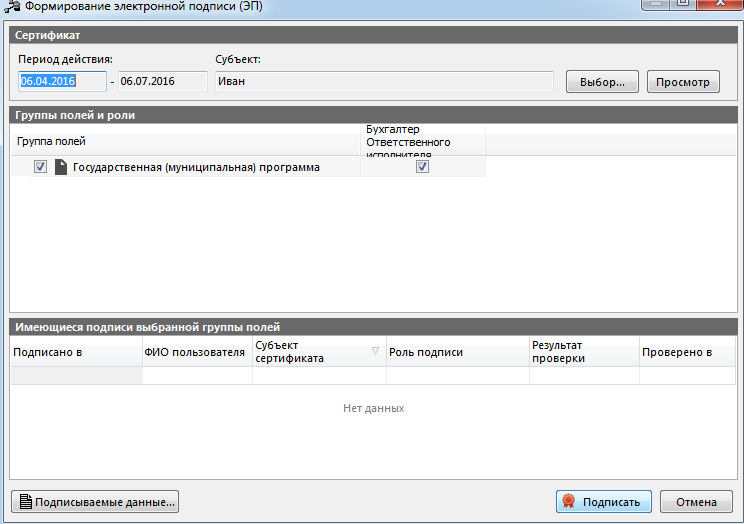 Формирование электронной подписи (ЭП)
Сертификат
Период действия: Субъект:
06.04.2016 - 06.07.2016 Иван Выбор... Просмотр
Группы полей и роли
Группа полей
Бухгалтер
Ответственного
исполнителя
Государственная (муниципальная) программа
Имеющиеся подписи выбранной группы полей
Подписано в
ФИО пользователя
Субъект
сертификата
Роль подписи
Результат
проверки
Проверено в
Нет данных
Подписываемые данные... Подписать Отмена